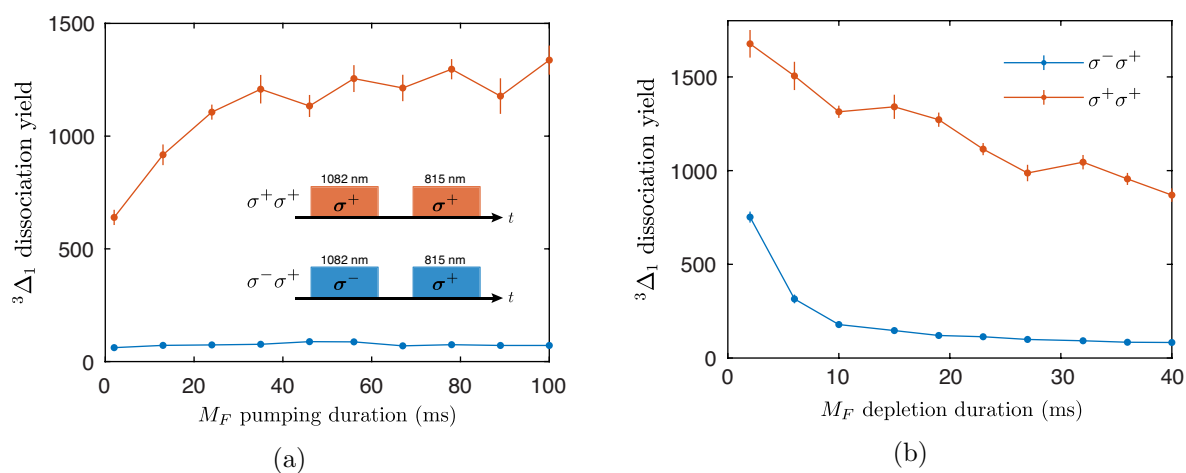 1500
1000
500
0
0 20 40 60 80 100
³Δ₁ dissociation yield
M_F pumping duration (ms)
1082 nm 815 nm
σ⁺σ⁺ σ⁺ σ⁺ t
1082 nm 815 nm
σ⁻σ⁺ σ⁻ σ⁺ t
(a)
1500
1000
500
0
0 10 20 30 40
³Δ₁ dissociation yield
M_F depletion duration (ms)
σ⁻σ⁺
σ⁺σ⁺
(b)